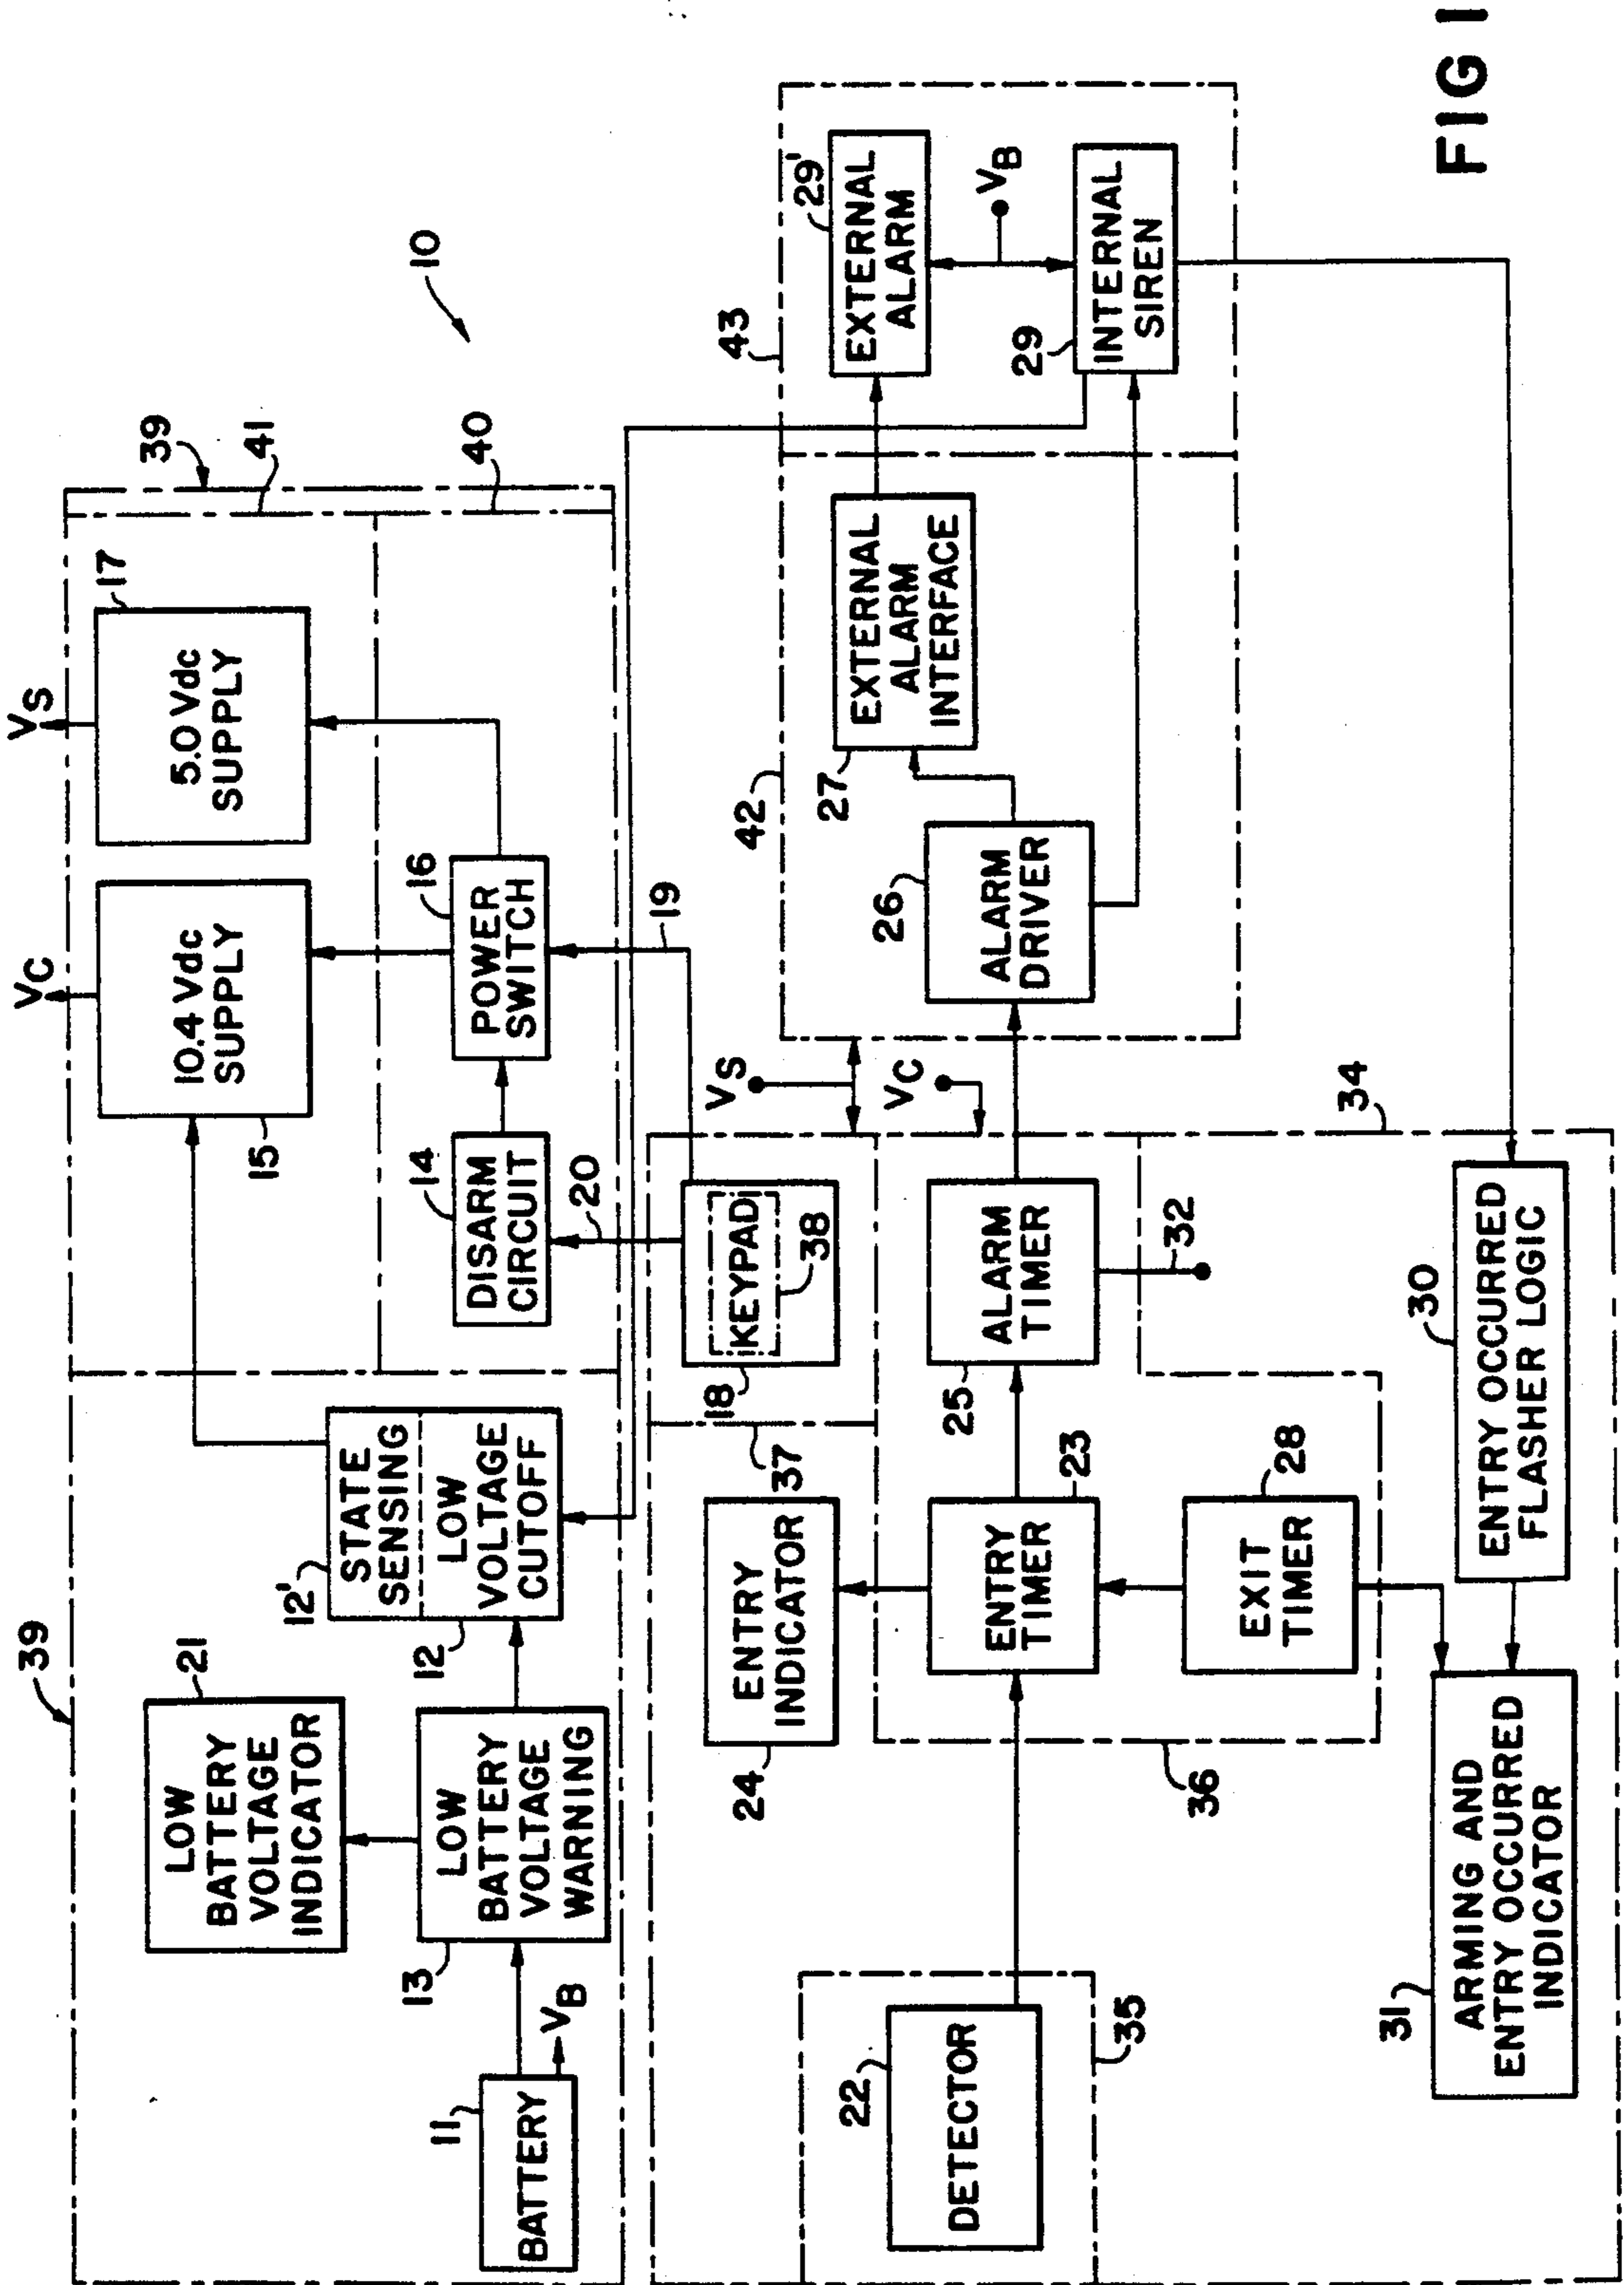 FIG 1
10
39
39
41
40
VC
VS
LOW
BATTERY
VOLTAGE
INDICATOR
21
LOW
BATTERY
VOLTAGE
WARNING
13
BATTERY
11
VB
STATE
SENSING
12'
LOW
VOLTAGE
CUTOFF
12
10.4 Vdc
SUPPLY
15
5.0 Vdc
SUPPLY
17
DISARM
CIRCUIT
14
POWER
SWITCH
16
20
19
KEYPAD
38
18
37
VS
VC
ENTRY
INDICATOR
24
DETECTOR
22
35
ENTRY
TIMER
23
ALARM
TIMER
25
32
EXIT
TIMER
28
36
34
ARMING AND
ENTRY OCCURRED
INDICATOR
31
ENTRY OCCURRED
FLASHER LOGIC
30
ALARM
DRIVER
26
EXTERNAL
ALARM
INTERFACE
27
42
43
EXTERNAL
ALARM
29'
VB
INTERNAL
SIREN
29